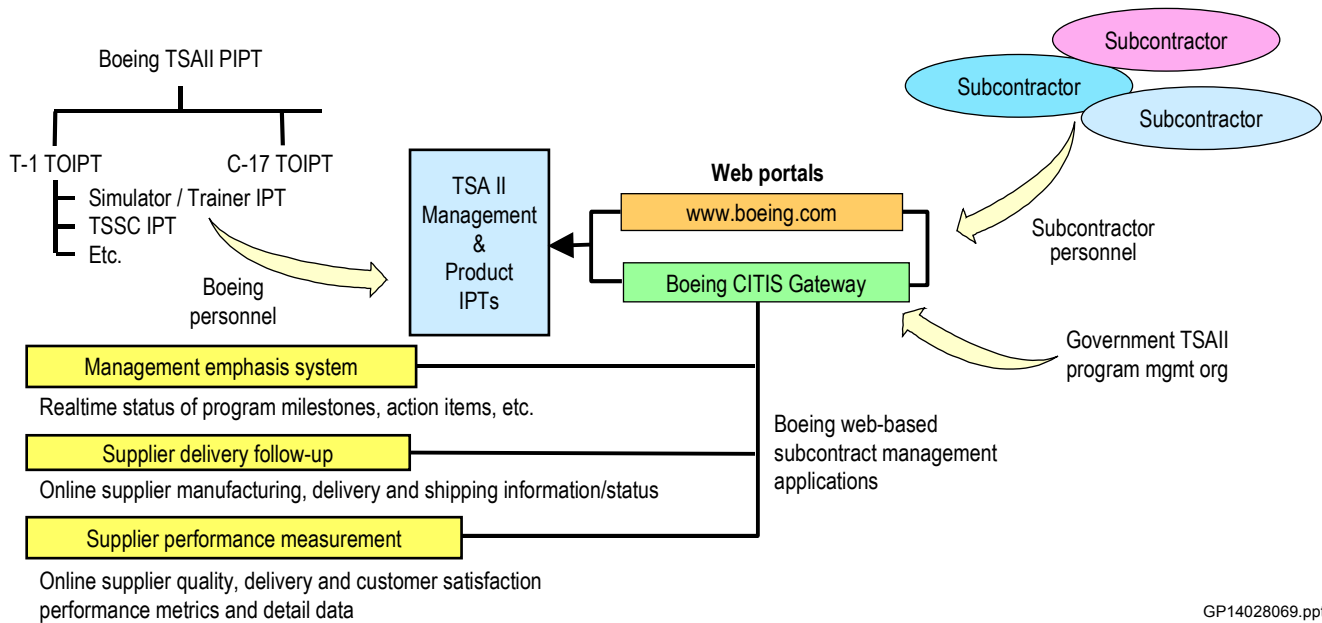 Boeing TSAII PIPT
T-1 TOIPT
C-17 TOIPT
Simulator / Trainer IPT
TSSC IPT
Etc.
Boeing
personnel
TSA II
Management
&
Product
IPTs
Web portals
www.boeing.com
Boeing CITIS Gateway
Subcontractor
Subcontractor
Subcontractor
Subcontractor
personnel
Government TSAII
program mgmt org
Management emphasis system
Realtime status of program milestones, action items, etc.
Supplier delivery follow-up
Online supplier manufacturing, delivery and shipping information/status
Supplier performance measurement
Online supplier quality, delivery and customer satisfaction
performance metrics and detail data
Boeing web-based
subcontract management
applications
GP14028069.ppt